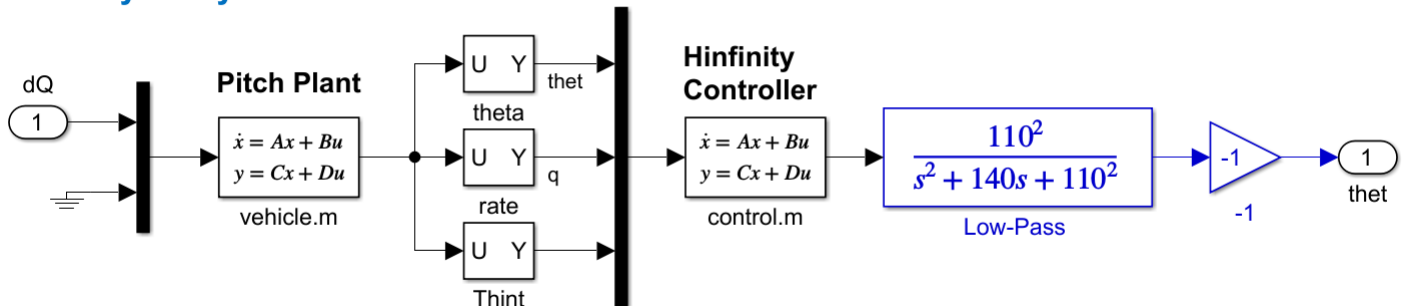 dQ
1
Pitch Plant
ẋ = Ax + Bu
y = Cx + Du
vehicle.m
U Y
thet
theta
U Y
q
rate
U Y
Thint
Hinfinity
Controller
ẋ = Ax + Bu
y = Cx + Du
control.m
110²
s² + 140s + 110²
Low-Pass
-1
-1
1
thet